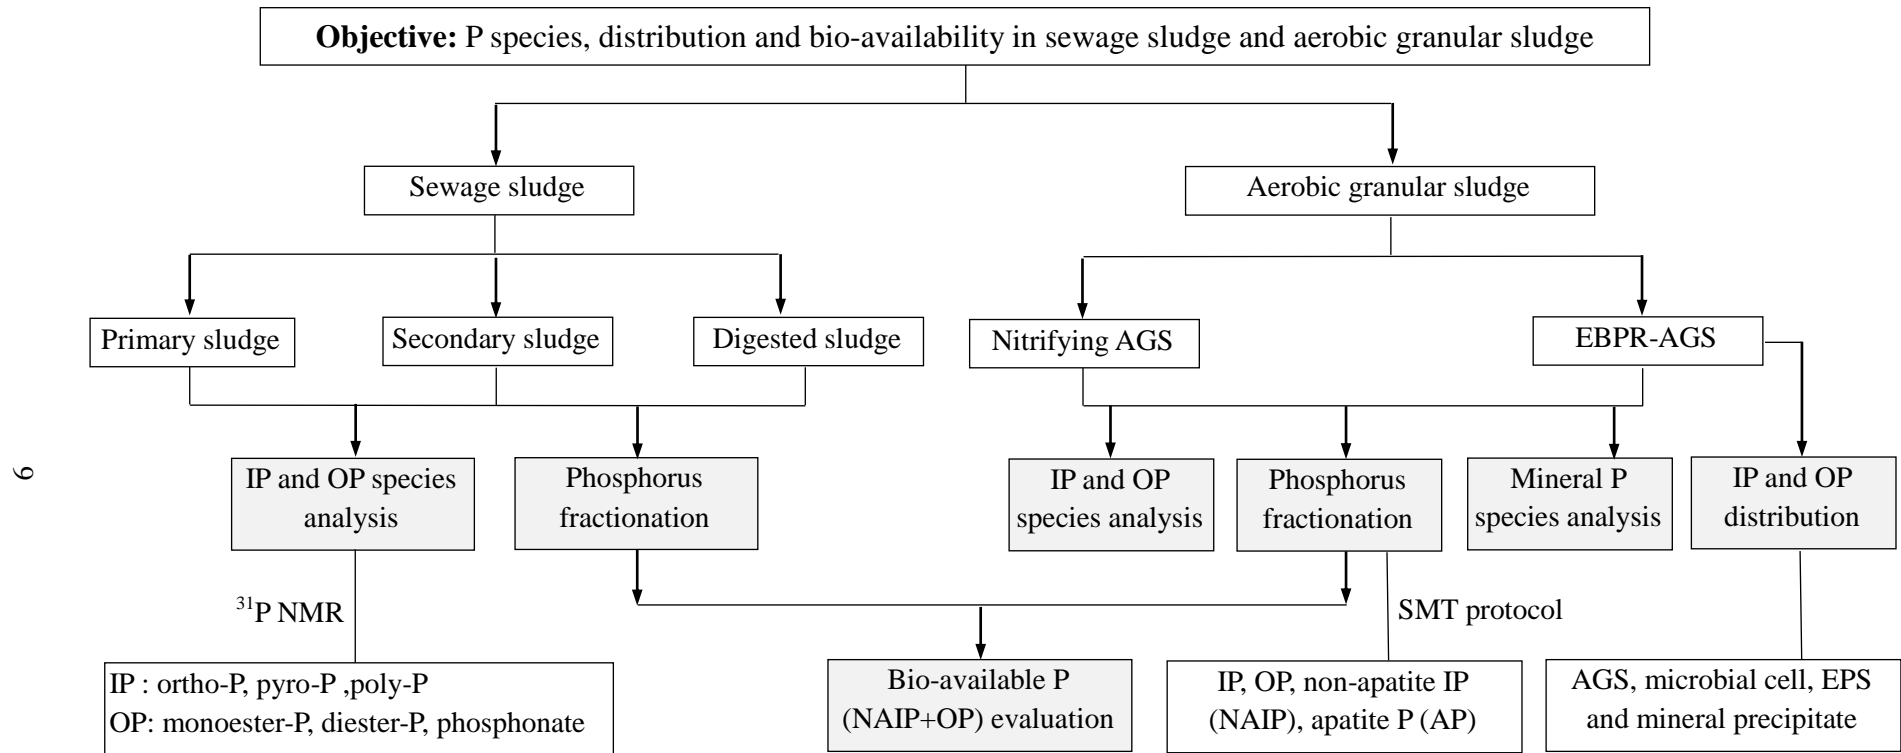 Objective: P species, distribution and bio-availability in sewage sludge and aerobic granular sludge
Sewage sludge
Aerobic granular sludge
Primary sludge
Secondary sludge
Digested sludge
Nitrifying AGS
EBPR-AGS
IP and OP species
analysis
Phosphorus
fractionation
IP and OP
species analysis
Phosphorus
fractionation
Mineral P
species analysis
IP and OP
distribution
9
31P NMR
SMT protocol
IP : ortho-P, pyro-P ,poly-P
OP: monoester-P, diester-P, phosphonate
Bio-available P
(NAIP+OP) evaluation
IP, OP, non-apatite IP
(NAIP), apatite P (AP)
AGS, microbial cell, EPS
and mineral precipitate